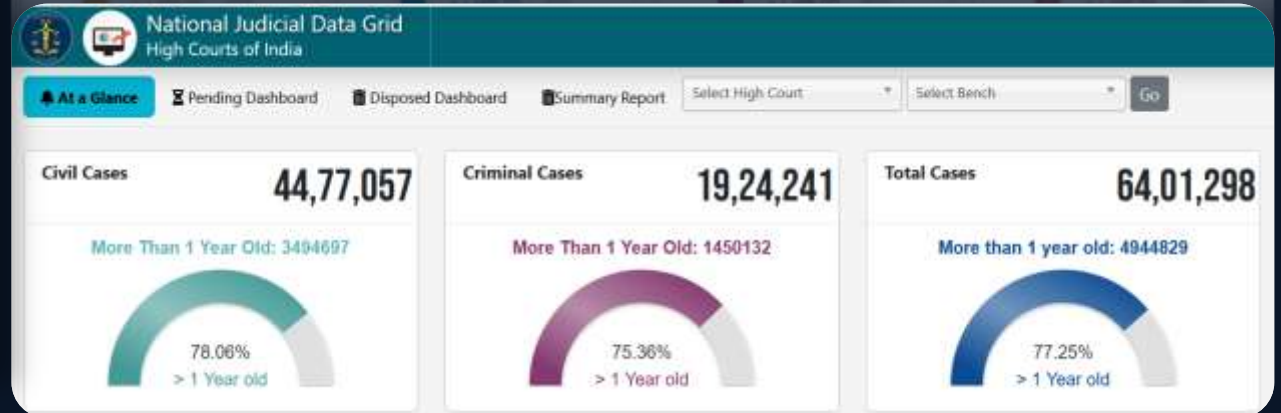 National Judicial Data Grid
High Courts of India
At a Glance Pending Dashboard Disposed Dashboard Summary Report Select High Court Select Bench Go
Civil Cases 44,77,057
More Than 1 Year Old: 3494697
78.06%
> 1 Year old
Criminal Cases 19,24,241
More Than 1 Year Old: 1450132
75.36%
> 1 Year old
Total Cases 64,01,298
More than 1 year old: 4944829
77.25%
> 1 Year old